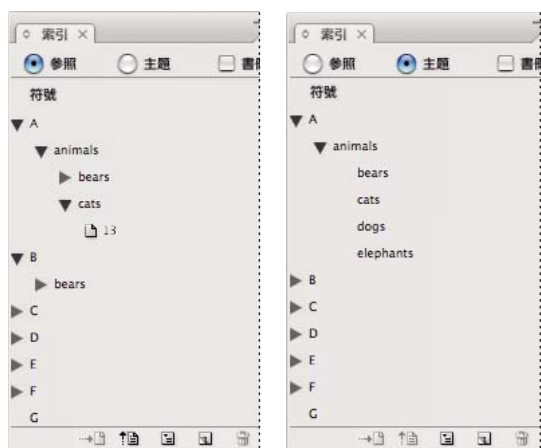 索引 ×
參照 主題
符號
A
animals
bears
cats
13
B
bears
C
D
E
F
G
索引 ×
參照 主題
符號
A
animals
bears
cats
dogs
elephants
B
C
D
E
F
G